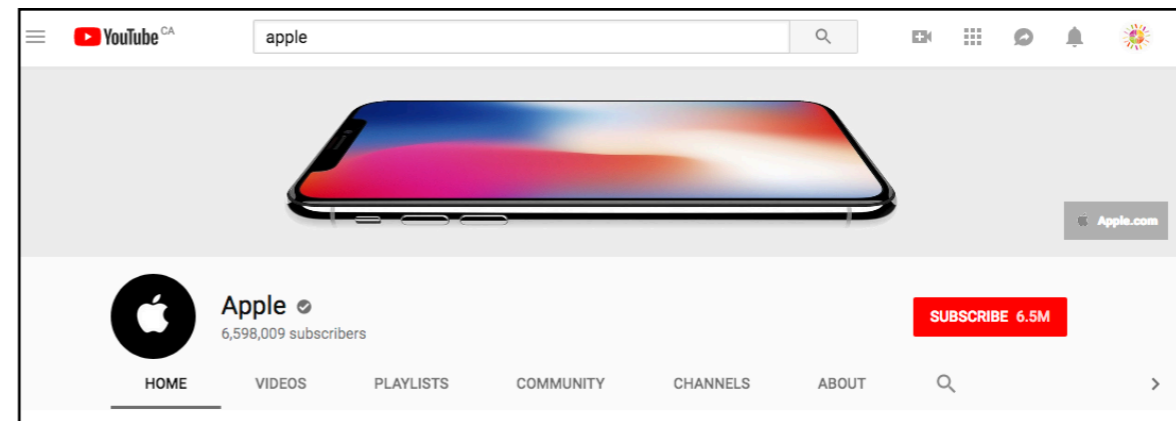 YouTube CA
apple
Apple.com
Apple
6,598,009 subscribers
SUBSCRIBE 6.5M
HOME VIDEOS PLAYLISTS COMMUNITY CHANNELS ABOUT